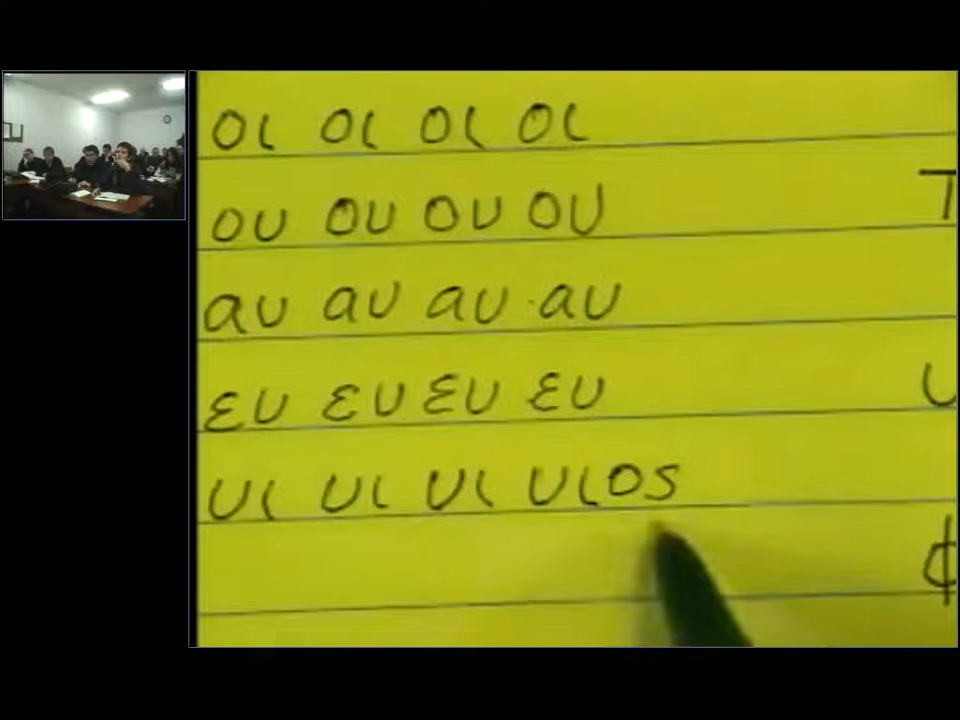 οι οι οι οι
ου ου ου ου
αυ αυ αυ αυ
ευ ευ ευ ευ
υι υι υι υιος
Τ
υ
φ